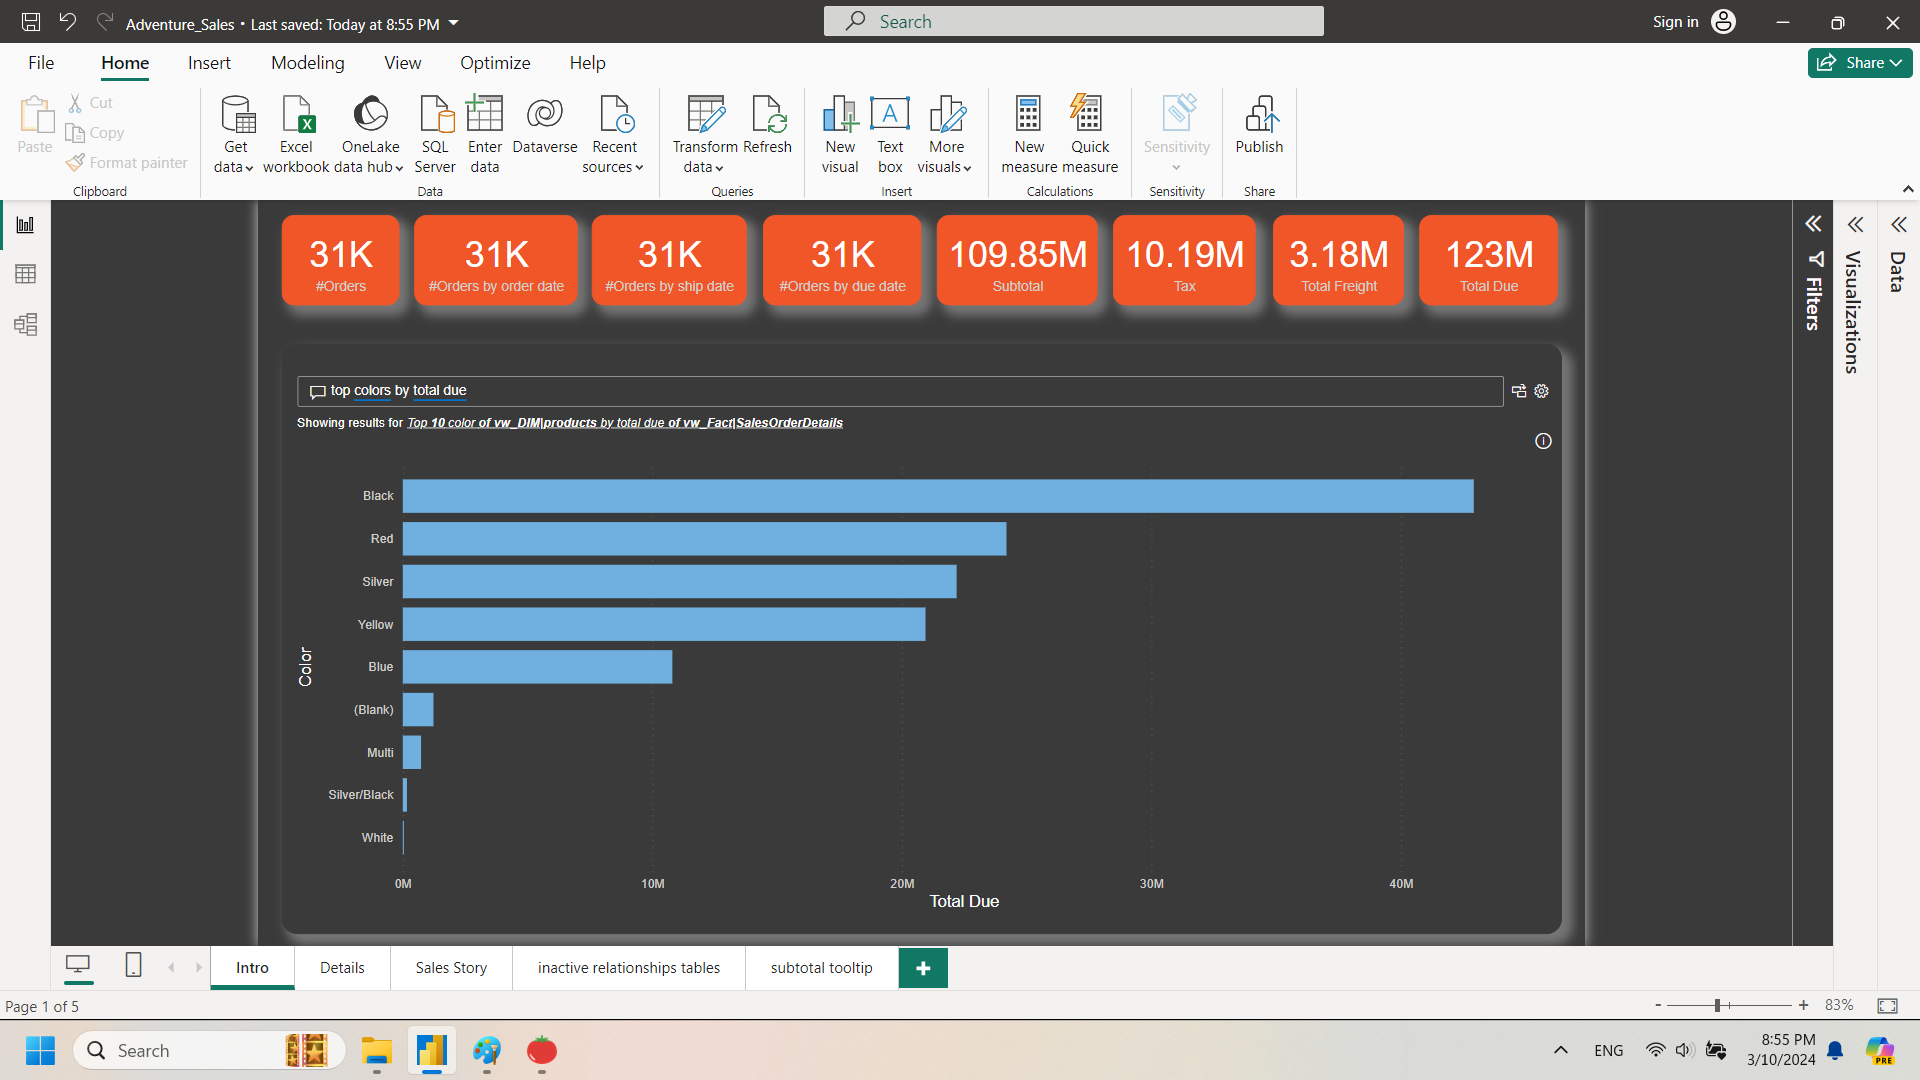 Adventure_Sales • Last saved: Today at 8:55 PM
Search
Sign in
File Home Insert Modeling View Optimize Help
Share
Paste
Cut
Copy
Format painter
Clipboard
Get data
Excel workbook
OneLake data hub
SQL Server
Enter data
Dataverse
Recent sources
Data
Transform data
Refresh
Queries
New visual
Text box
More visuals
Insert
New measure
Quick measure
Calculations
Sensitivity
Sensitivity
Publish
Share
31K
#Orders
31K
#Orders by order date
31K
#Orders by ship date
31K
#Orders by due date
109.85M
Subtotal
10.19M
Tax
3.18M
Total Freight
123M
Total Due
Filters
Visualizations
Data
top colors by total due
Showing results for Top 10 color of vw_DIM|products by total due of vw_Fact|SalesOrderDetails
Color
Black
Red
Silver
Yellow
Blue
(Blank)
Multi
Silver/Black
White
0M 10M 20M 30M 40M
Total Due
Intro Details Sales Story inactive relationships tables subtotal tooltip
Page 1 of 5
- + 83%
Search
ENG
8:55 PM
3/10/2024
PRE